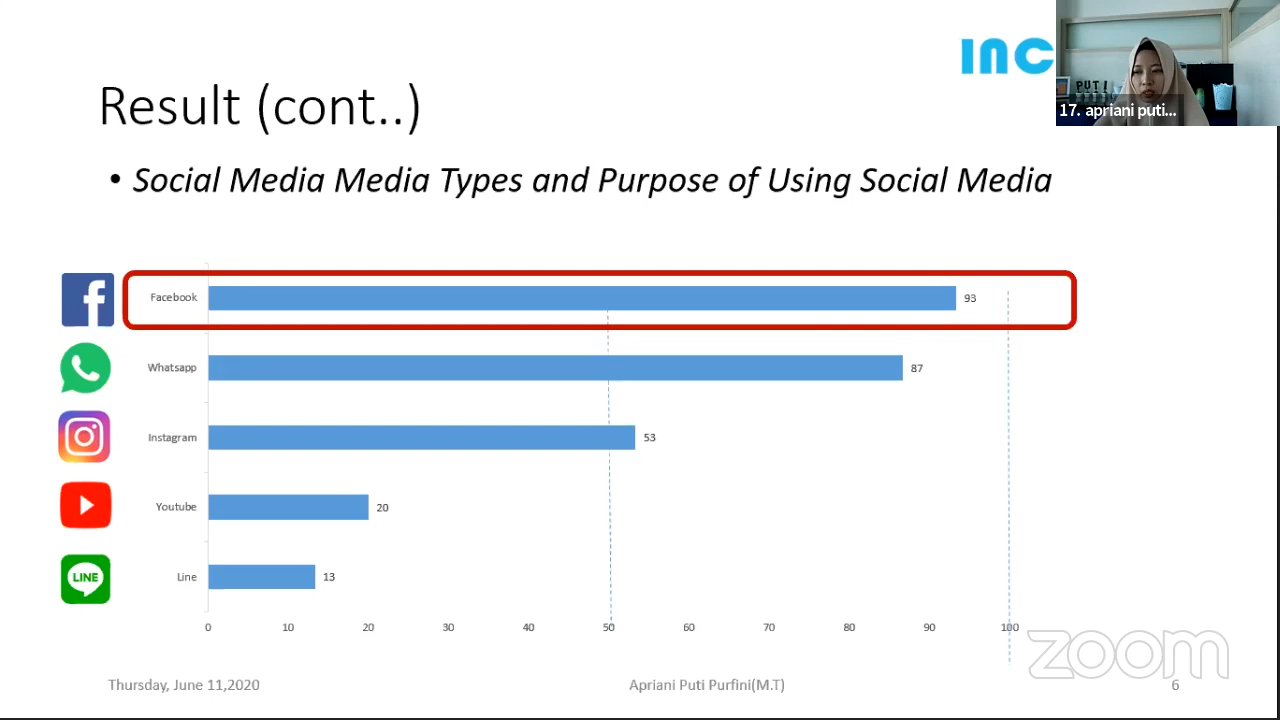 INC
PUTI
17. apriani puti...
Result (cont..)
• Social Media Media Types and Purpose of Using Social Media
Facebook
93
Whatsapp
87
Instagram
53
Youtube
20
LINE
Line
13
0 10 20 30 40 50 60 70 80 90 100
zoom
Thursday, June 11,2020
Apriani Puti Purfini(M.T)
6